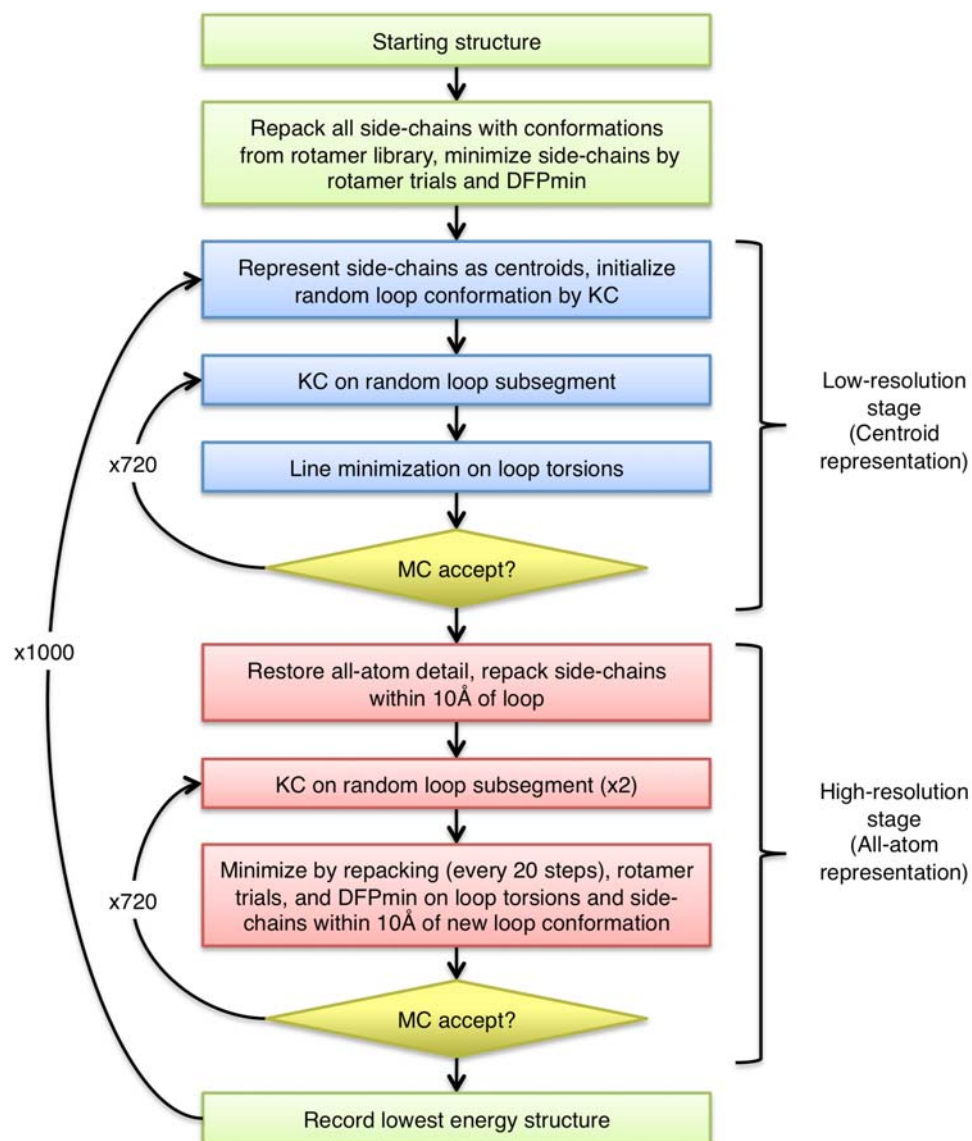 Starting structure
Repack all side-chains with conformations
from rotamer library, minimize side-chains by
rotamer trials and DFPmin
Represent side-chains as centroids, initialize
random loop conformation by KC
KC on random loop subsegment
Line minimization on loop torsions
x720
MC accept?
Low-resolution
stage
(Centroid
representation)
x1000
Restore all-atom detail, repack side-chains
within 10Å of loop
KC on random loop subsegment (x2)
Minimize by repacking (every 20 steps), rotamer
trials, and DFPmin on loop torsions and side-
chains within 10Å of new loop conformation
x720
MC accept?
High-resolution
stage
(All-atom
representation)
Record lowest energy structure